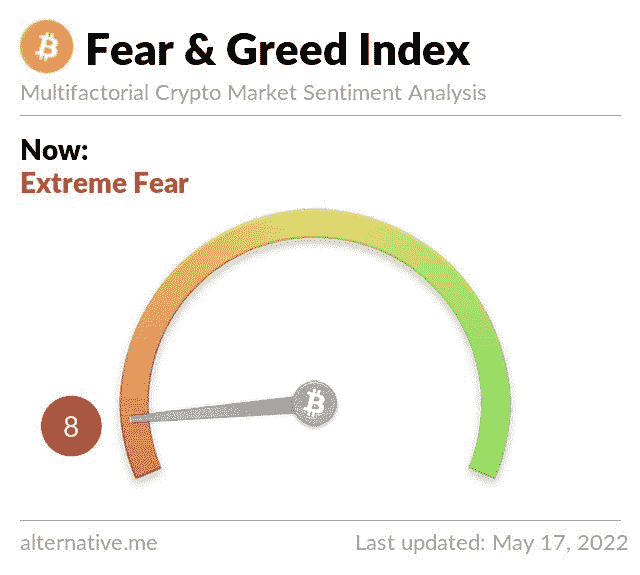 Fear & Greed Index
Multifactorial Crypto Market Sentiment Analysis
Now:
Extreme Fear
8
alternative.me
Last updated: May 17, 2022